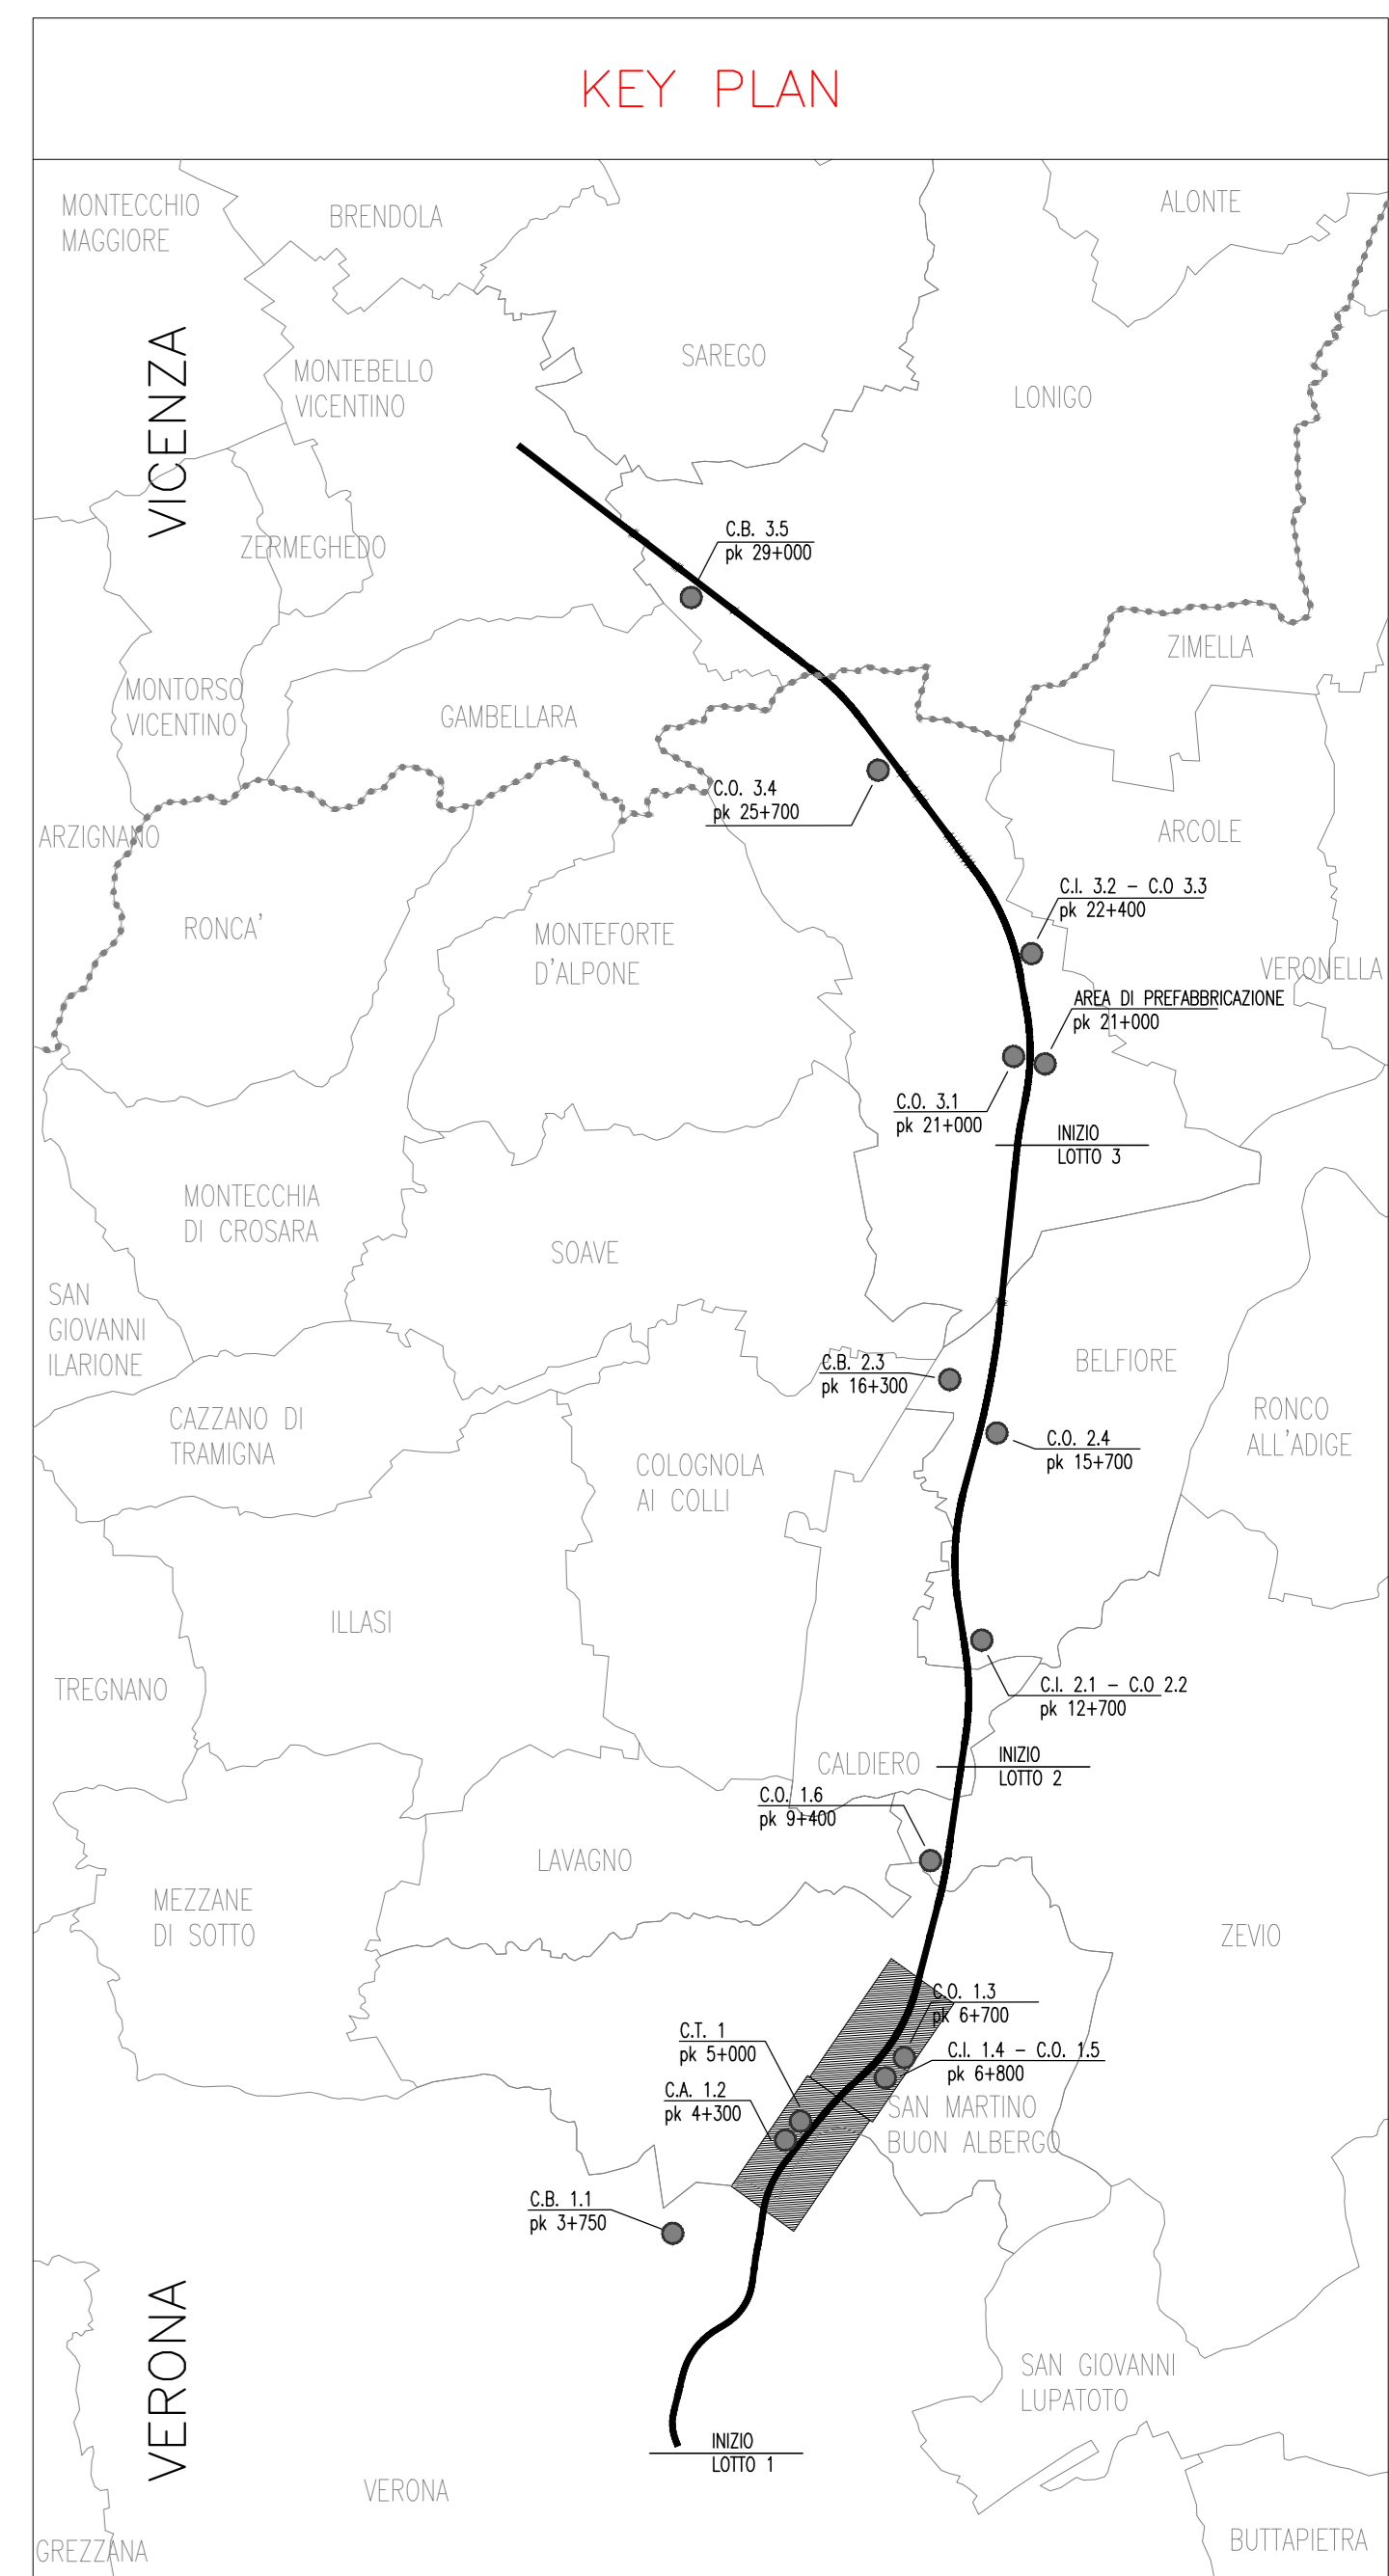 KEY PLAN
MONTECCHIO
MAGGIORE
BRENDOLA
ALONTE
VICENZA
MONTEBELLO
VICENTINO
SAREGO
LONIGO
C.B. 3.5
pk 29+000
ZERMEGHEDO
ZIMELLA
MONTORSO
VICENTINO
GAMBELLARA
C.O. 3.4
pk 25+700
ARZIGNANO
ARCOLE
RONCA'
MONTEFORTE
D'ALPONE
C.I. 3.2 - C.O 3.3
pk 22+400
VERONELLA
AREA DI PREFABBRICAZIONE
pk 21+000
C.O. 3.1
pk 21+000
INIZIO
LOTTO 3
MONTECCHIA
DI CROSARA
SOAVE
SAN
GIOVANNI
ILARIONE
C.B. 2.3
pk 16+300
BELFIORE
CAZZANO DI
TRAMIGNA
RONCO
ALL'ADIGE
C.O. 2.4
pk 15+700
COLOGNOLA
AI COLLI
ILLASI
TREGNANO
C.I. 2.1 - C.O 2.2
pk 12+700
CALDIERO
INIZIO
LOTTO 2
C.O. 1.6
pk 9+400
LAVAGNO
MEZZANE
DI SOTTO
ZEVIO
C.O. 1.3
pk 6+700
C.T. 1
pk 5+000
C.I. 1.4 - C.O. 1.5
pk 6+800
C.A. 1.2
pk 4+300
SAN MARTINO
BUON ALBERGO
C.B. 1.1
pk 3+750
VERONA
SAN GIOVANNI
LUPATOTO
INIZIO
LOTTO 1
VERONA
GREZZANA
BUTTAPIETRA